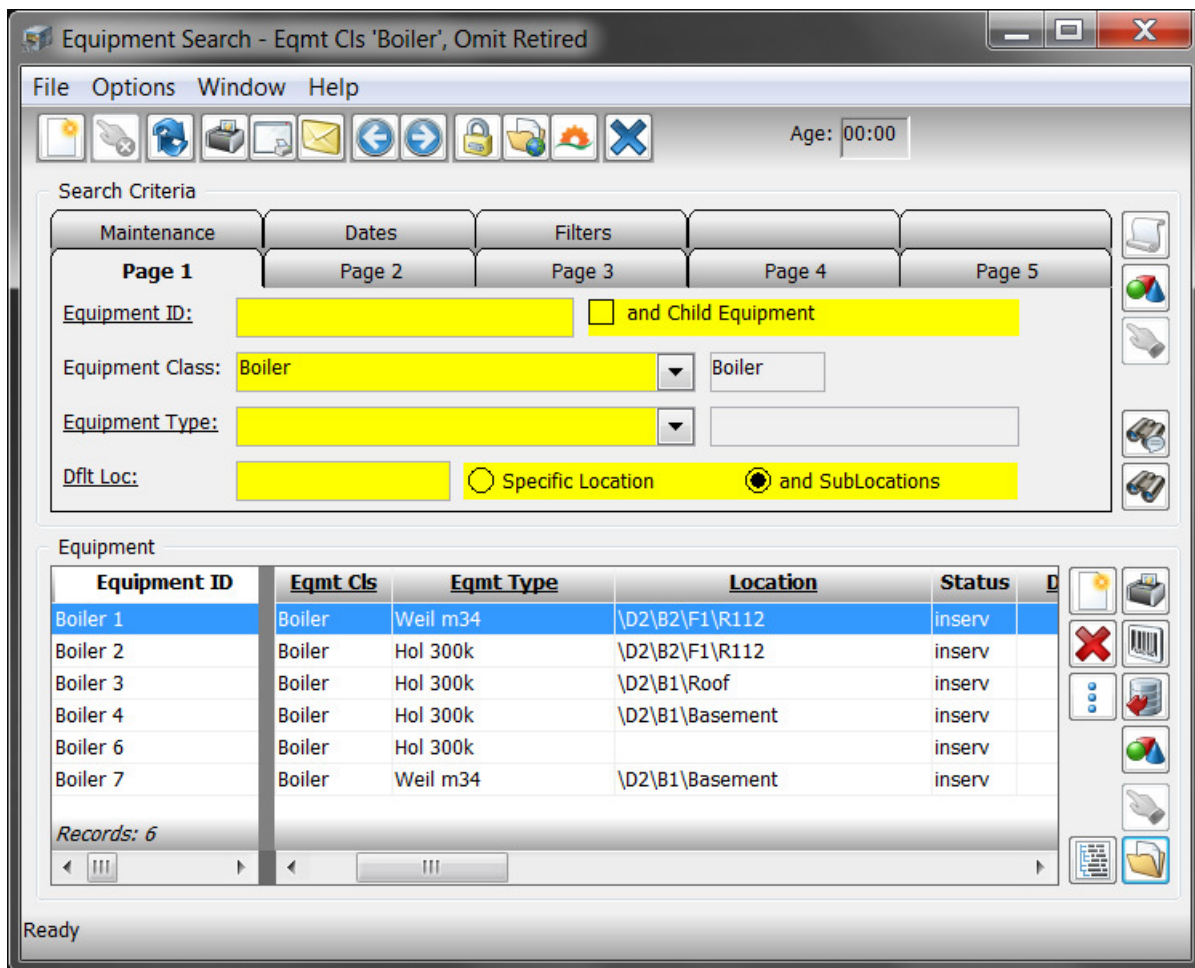 Equipment Search - Eqmt Cls 'Boiler', Omit Retired
File Options Window Help
Age: 00:00
Search Criteria
Maintenance Dates Filters
Page 1 Page 2 Page 3 Page 4 Page 5
Equipment ID: and Child Equipment
Equipment Class: Boiler Boiler
Equipment Type:
Dflt Loc: Specific Location and SubLocations
Equipment
Equipment ID Eqmt Cls Eqmt Type Location Status D
Boiler 1 Boiler Weil m34 \D2\B2\F1\R112 inserv
Boiler 2 Boiler Hol 300k \D2\B2\F1\R112 inserv
Boiler 3 Boiler Hol 300k \D2\B1\Roof inserv
Boiler 4 Boiler Hol 300k \D2\B1\Basement inserv
Boiler 6 Boiler Hol 300k inserv
Boiler 7 Boiler Weil m34 \D2\B1\Basement inserv
Records: 6
Ready